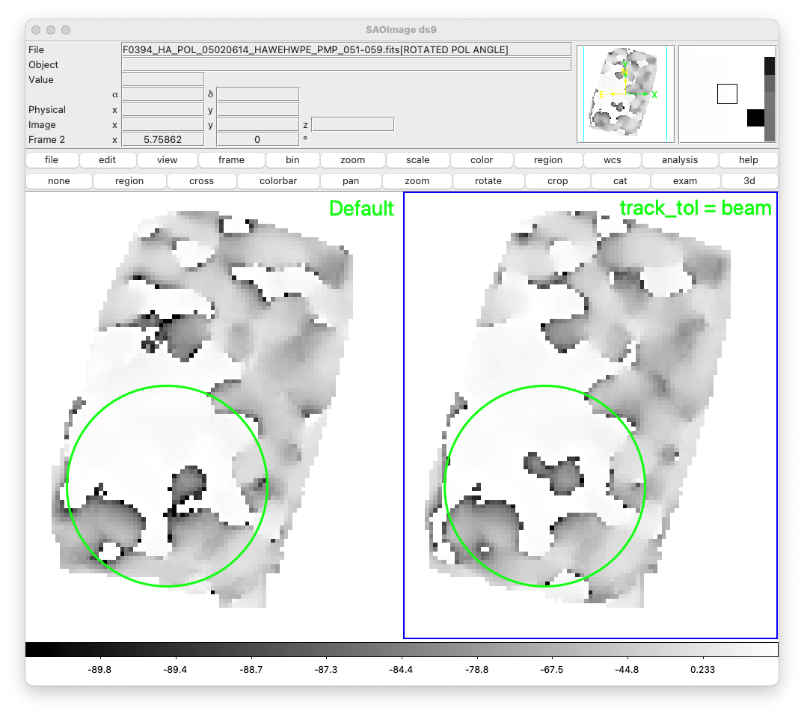 SAOImage ds9
File F0394_HA_POL_05020614_HAWEHWPE_PMP_051-059.fits[ROTATED POL ANGLE]
Object
Value
α δ
Physical x y
Image x y z
Frame 2 x 5.75862 0 °
file edit view frame bin zoom scale color region wcs analysis help
none region cross colorbar pan zoom rotate crop cat exam 3d
Default track_tol = beam
-89.8 -89.4 -88.7 -87.3 -84.4 -78.8 -67.5 -44.8 0.233